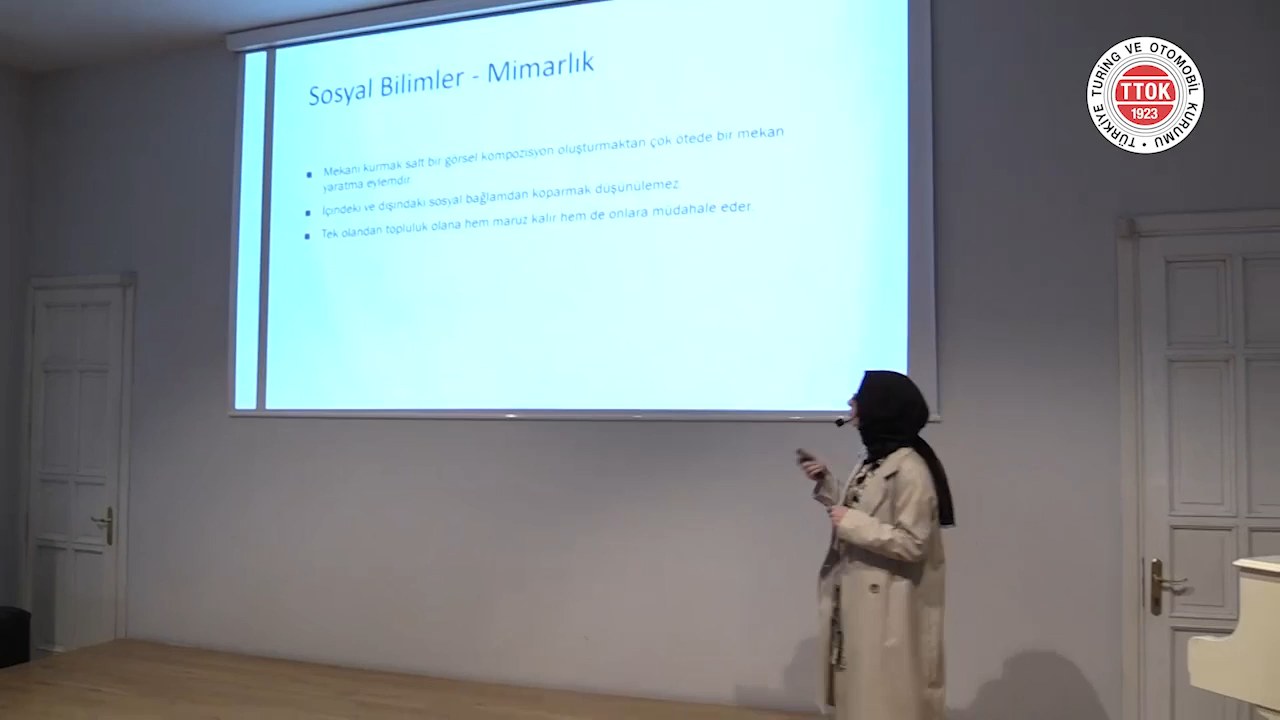 Sosyal Bilimler - Mimarlık
Mekanı kurmak salt bir görsel kompozisyon oluşturmaktan çok ötede bir mekan
yaratma eylemdir.
İçindeki ve dışındaki sosyal bağlamdan koparmak düşünülemez.
Tek olandan topluluk olana hem maruz kalır hem de onlara müdahale eder.
TÜRKİYE TURİNG VE OTOMOBİL KURUMU
TTOK
1923